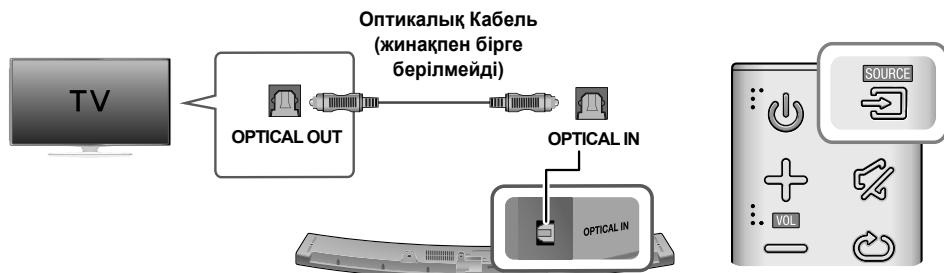 Оптикалық Кабель
(жинақпен бірге
берілмейді)
TV
OPTICAL OUT
OPTICAL IN
OPTICAL IN
SOURCE
VOL